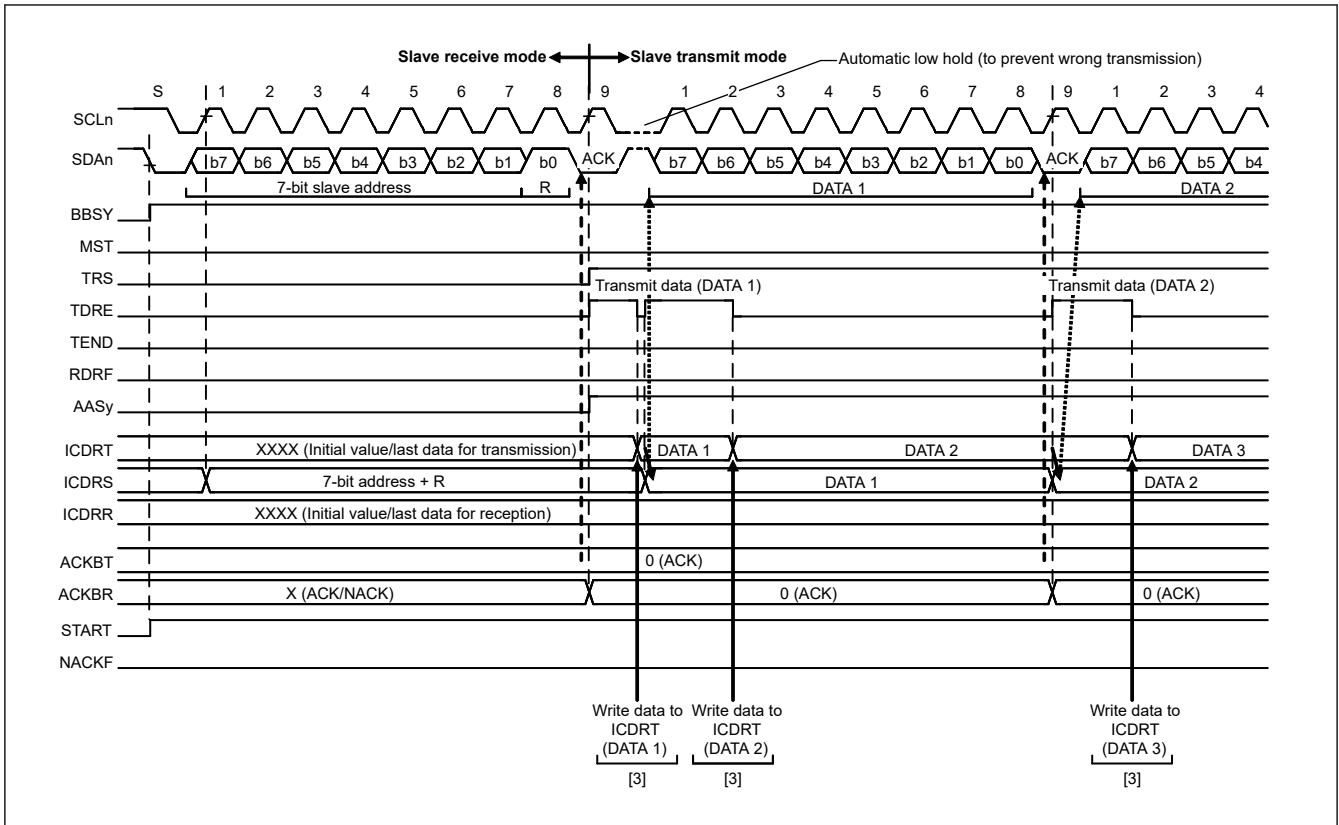 Slave receive mode Slave transmit mode Automatic low hold (to prevent wrong transmission)
S 1 2 3 4 5 6 7 8 9 1 2 3 4 5 6 7 8 9 1 2 3 4
SCLn
SDAn b7 b6 b5 b4 b3 b2 b1 b0 ACK b7 b6 b5 b4 b3 b2 b1 b0 ACK b7 b6 b5 b4
7-bit slave address R DATA 1 DATA 2
BBSY
MST
TRS
Transmit data (DATA 1) Transmit data (DATA 2)
TDRE
TEND
RDRF
AASy
ICDRT XXXX (Initial value/last data for transmission) DATA 1 DATA 2 DATA 3
ICDRS 7-bit address + R DATA 1 DATA 2
ICDRR XXXX (Initial value/last data for reception)
ACKBT 0 (ACK)
ACKBR X (ACK/NACK) 0 (ACK) 0 (ACK)
START
NACKF
Write data to Write data to Write data to
ICDRT ICDRT ICDRT
(DATA 1) (DATA 2) (DATA 3)
[3] [3] [3]